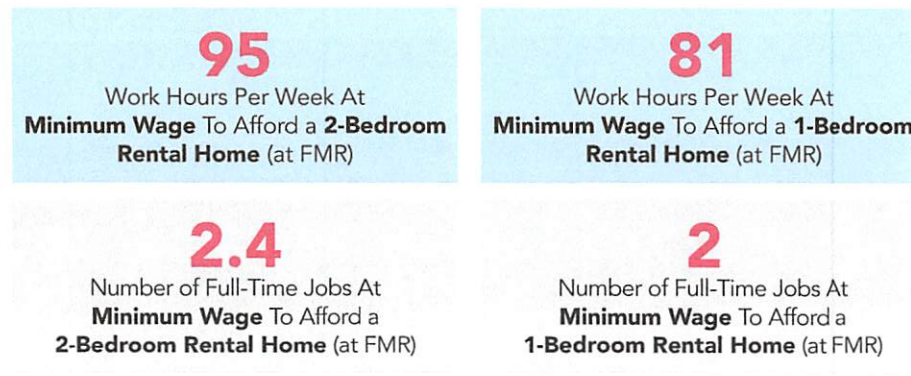 95
Work Hours Per Week At
Minimum Wage To Afford a 2-Bedroom
Rental Home (at FMR)
81
Work Hours Per Week At
Minimum Wage To Afford a 1-Bedroom
Rental Home (at FMR)
2.4
Number of Full-Time Jobs At
Minimum Wage To Afford a
2-Bedroom Rental Home (at FMR)
2
Number of Full-Time Jobs At
Minimum Wage To Afford a
1-Bedroom Rental Home (at FMR)